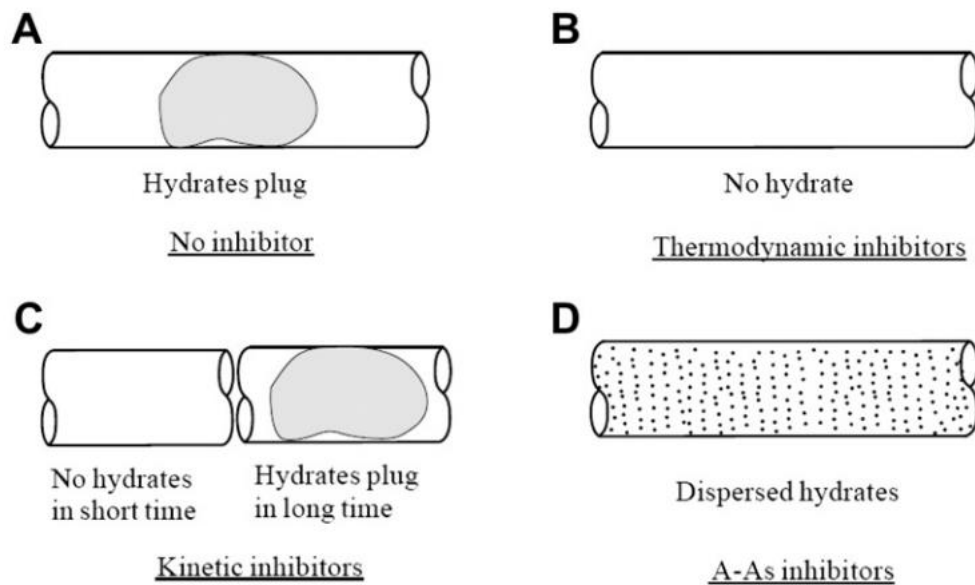 A
Hydrates plug
No inhibitor
B
No hydrate
Thermodynamic inhibitors
C
No hydrates
in short time
Hydrates plug
in long time
Kinetic inhibitors
D
Dispersed hydrates
A-As inhibitors